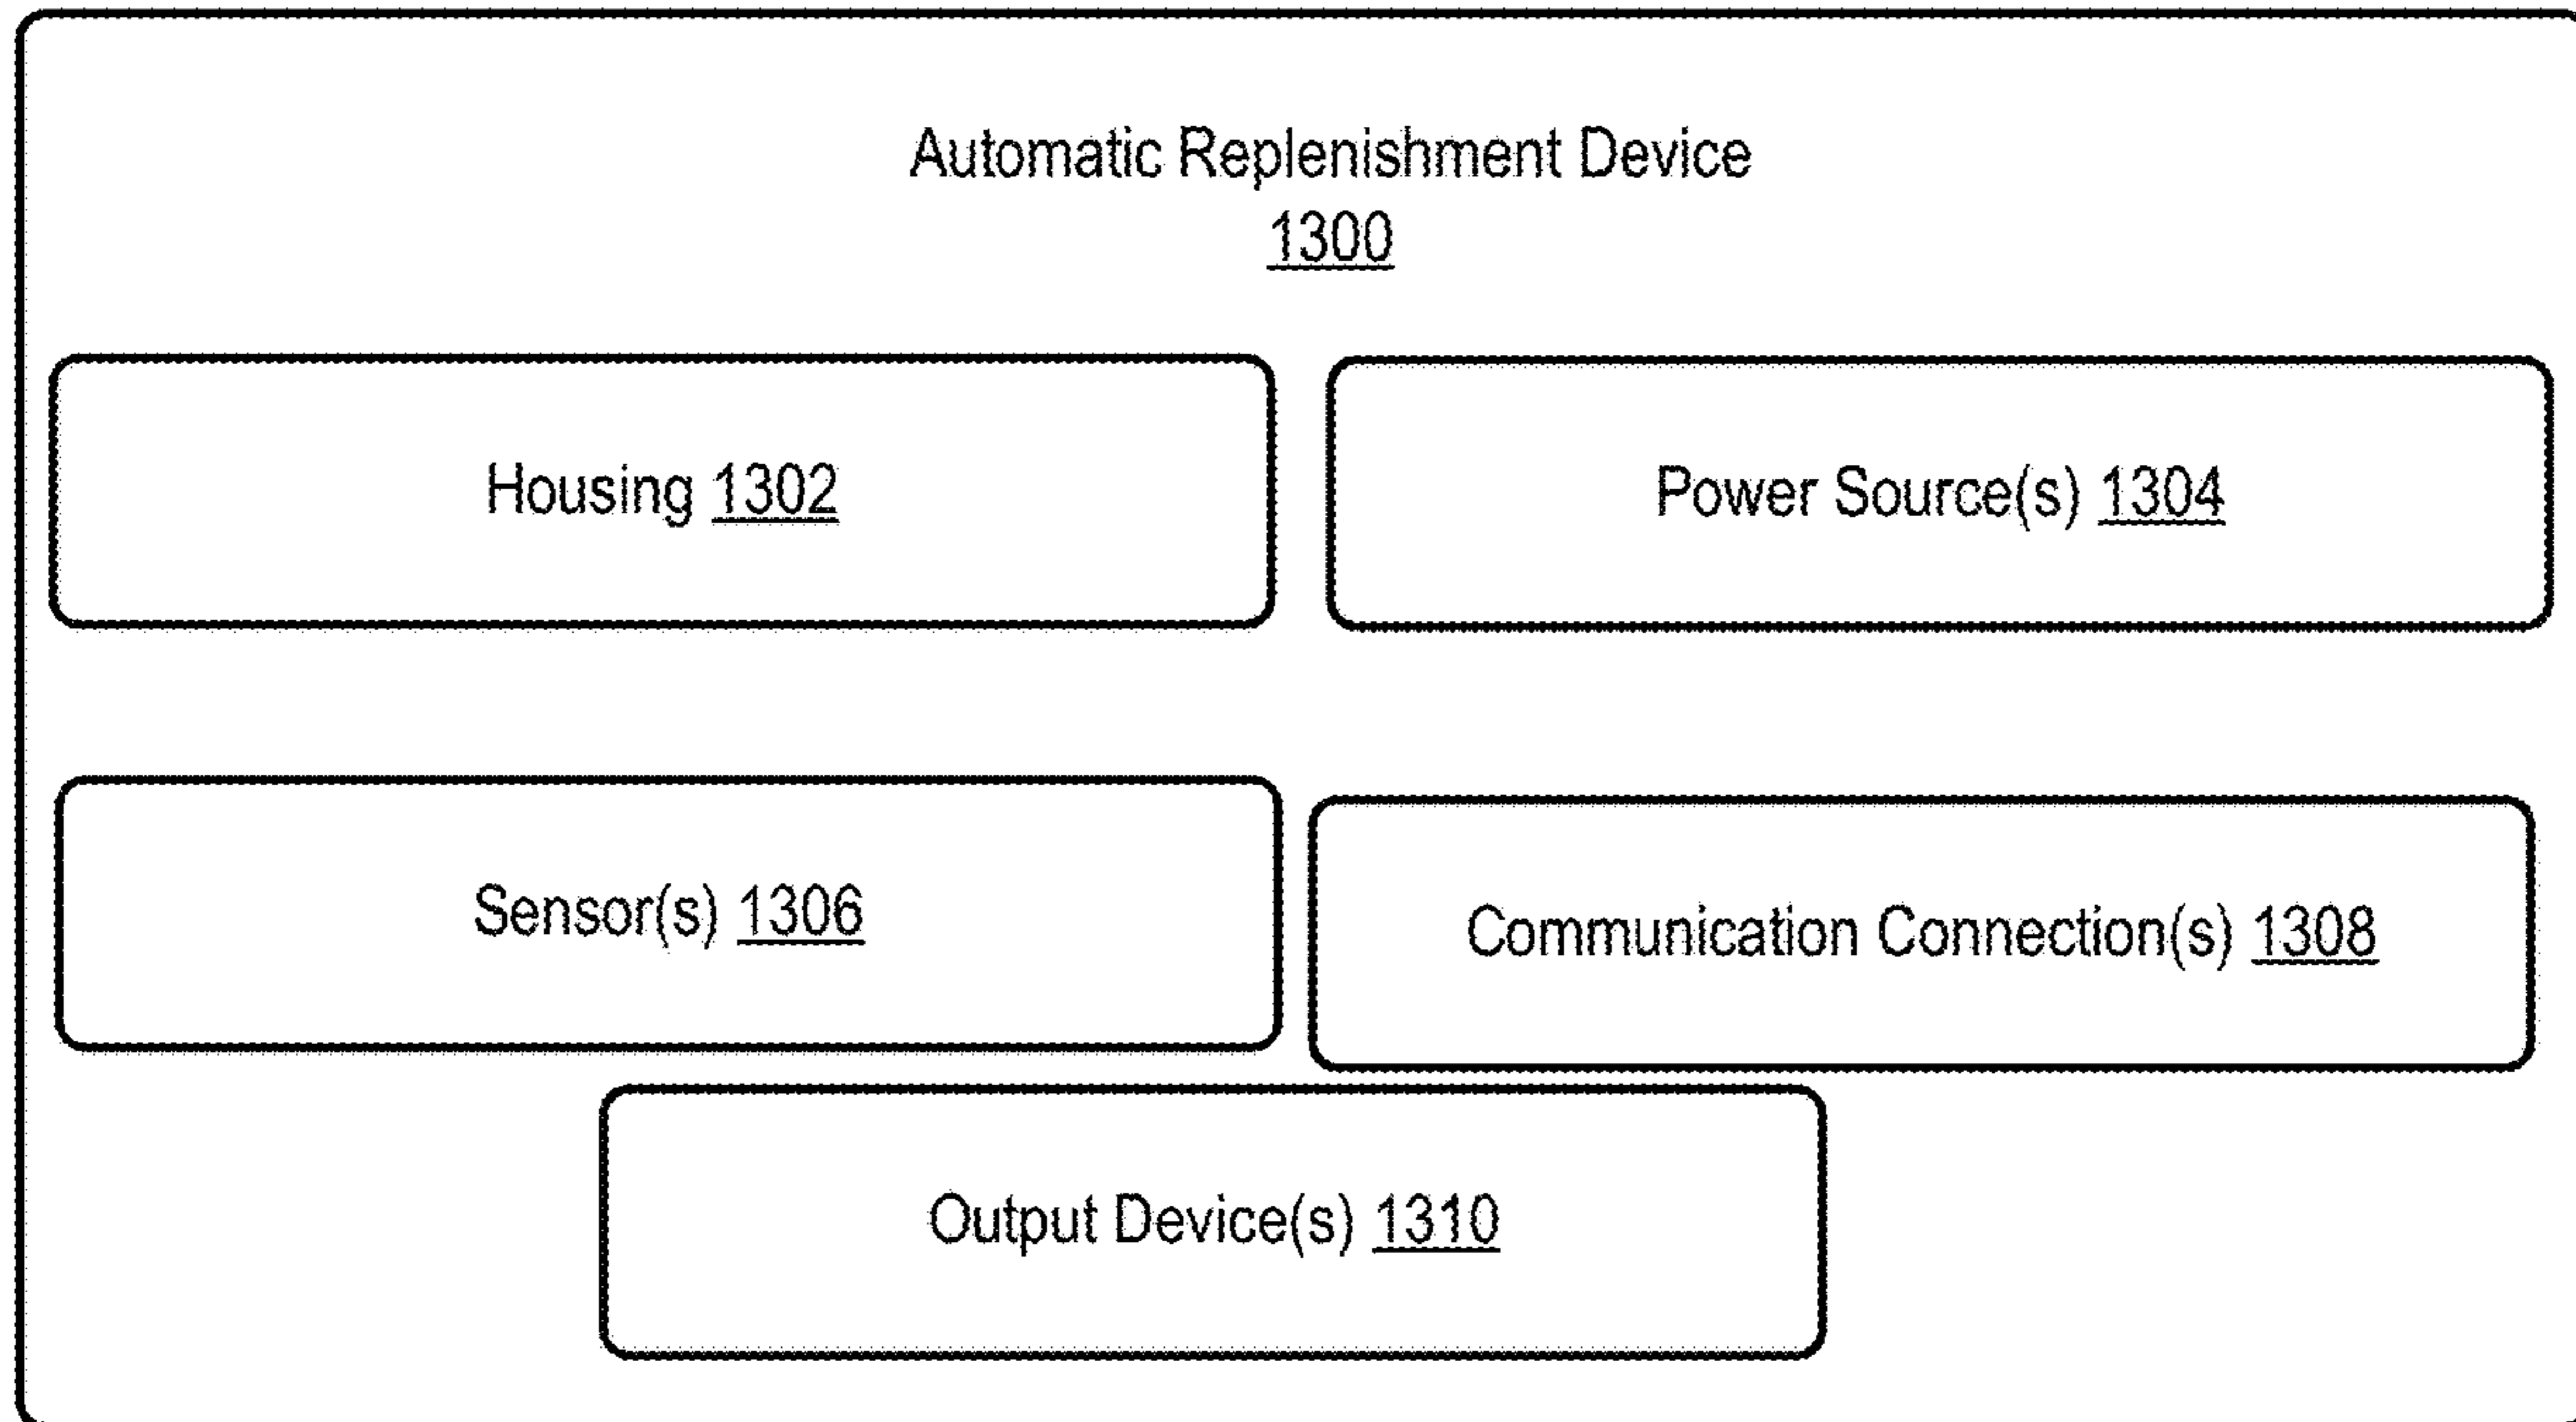 Automatic Replenishment Device
1300
Housing 1302
Power Source(s) 1304
Sensor(s) 1306
Communication Connection(s) 1308
Output Device(s) 1310